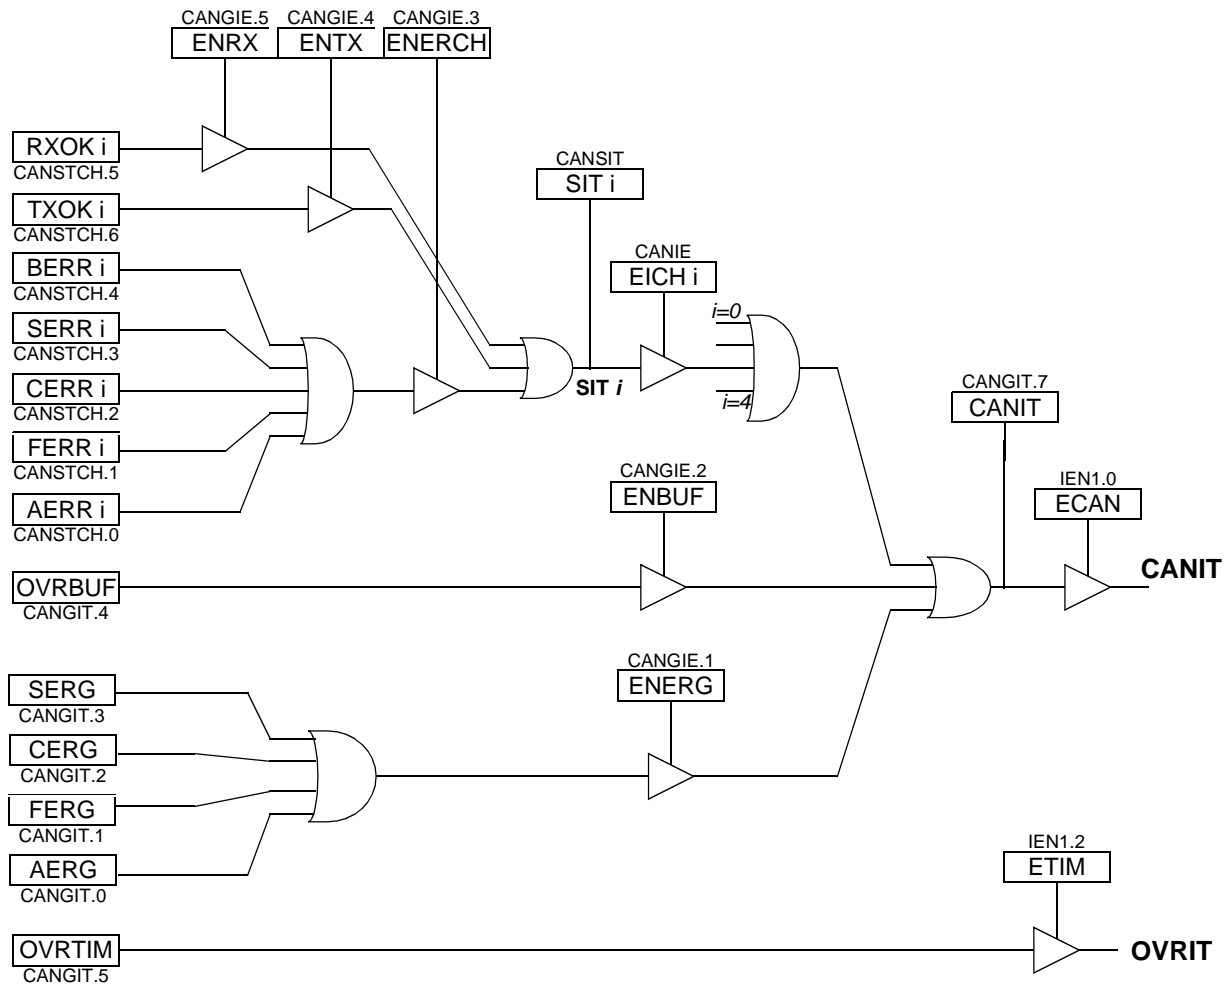 CANGIE.5 CANGIE.4 CANGIE.3
ENRX ENTX ENERCH
RXOK i
CANSTCH.5
TXOK i
CANSTCH.6
BERR i
CANSTCH.4
SERR i
CANSTCH.3
CERR i
CANSTCH.2
FERR i
CANSTCH.1
AERR i
CANSTCH.0
CANSIT
SIT i
SIT i
CANIE
EICH i
i=0
i=4
CANGIE.2
ENBUF
OVRBUF
CANGIT.4
CANGIT.7
CANIT
IEN1.0
ECAN
CANIT
CANGIE.1
ENERG
SERG
CANGIT.3
CERG
CANGIT.2
FERG
CANGIT.1
AERG
CANGIT.0
IEN1.2
ETIM
OVRTIM
CANGIT.5
OVRIT